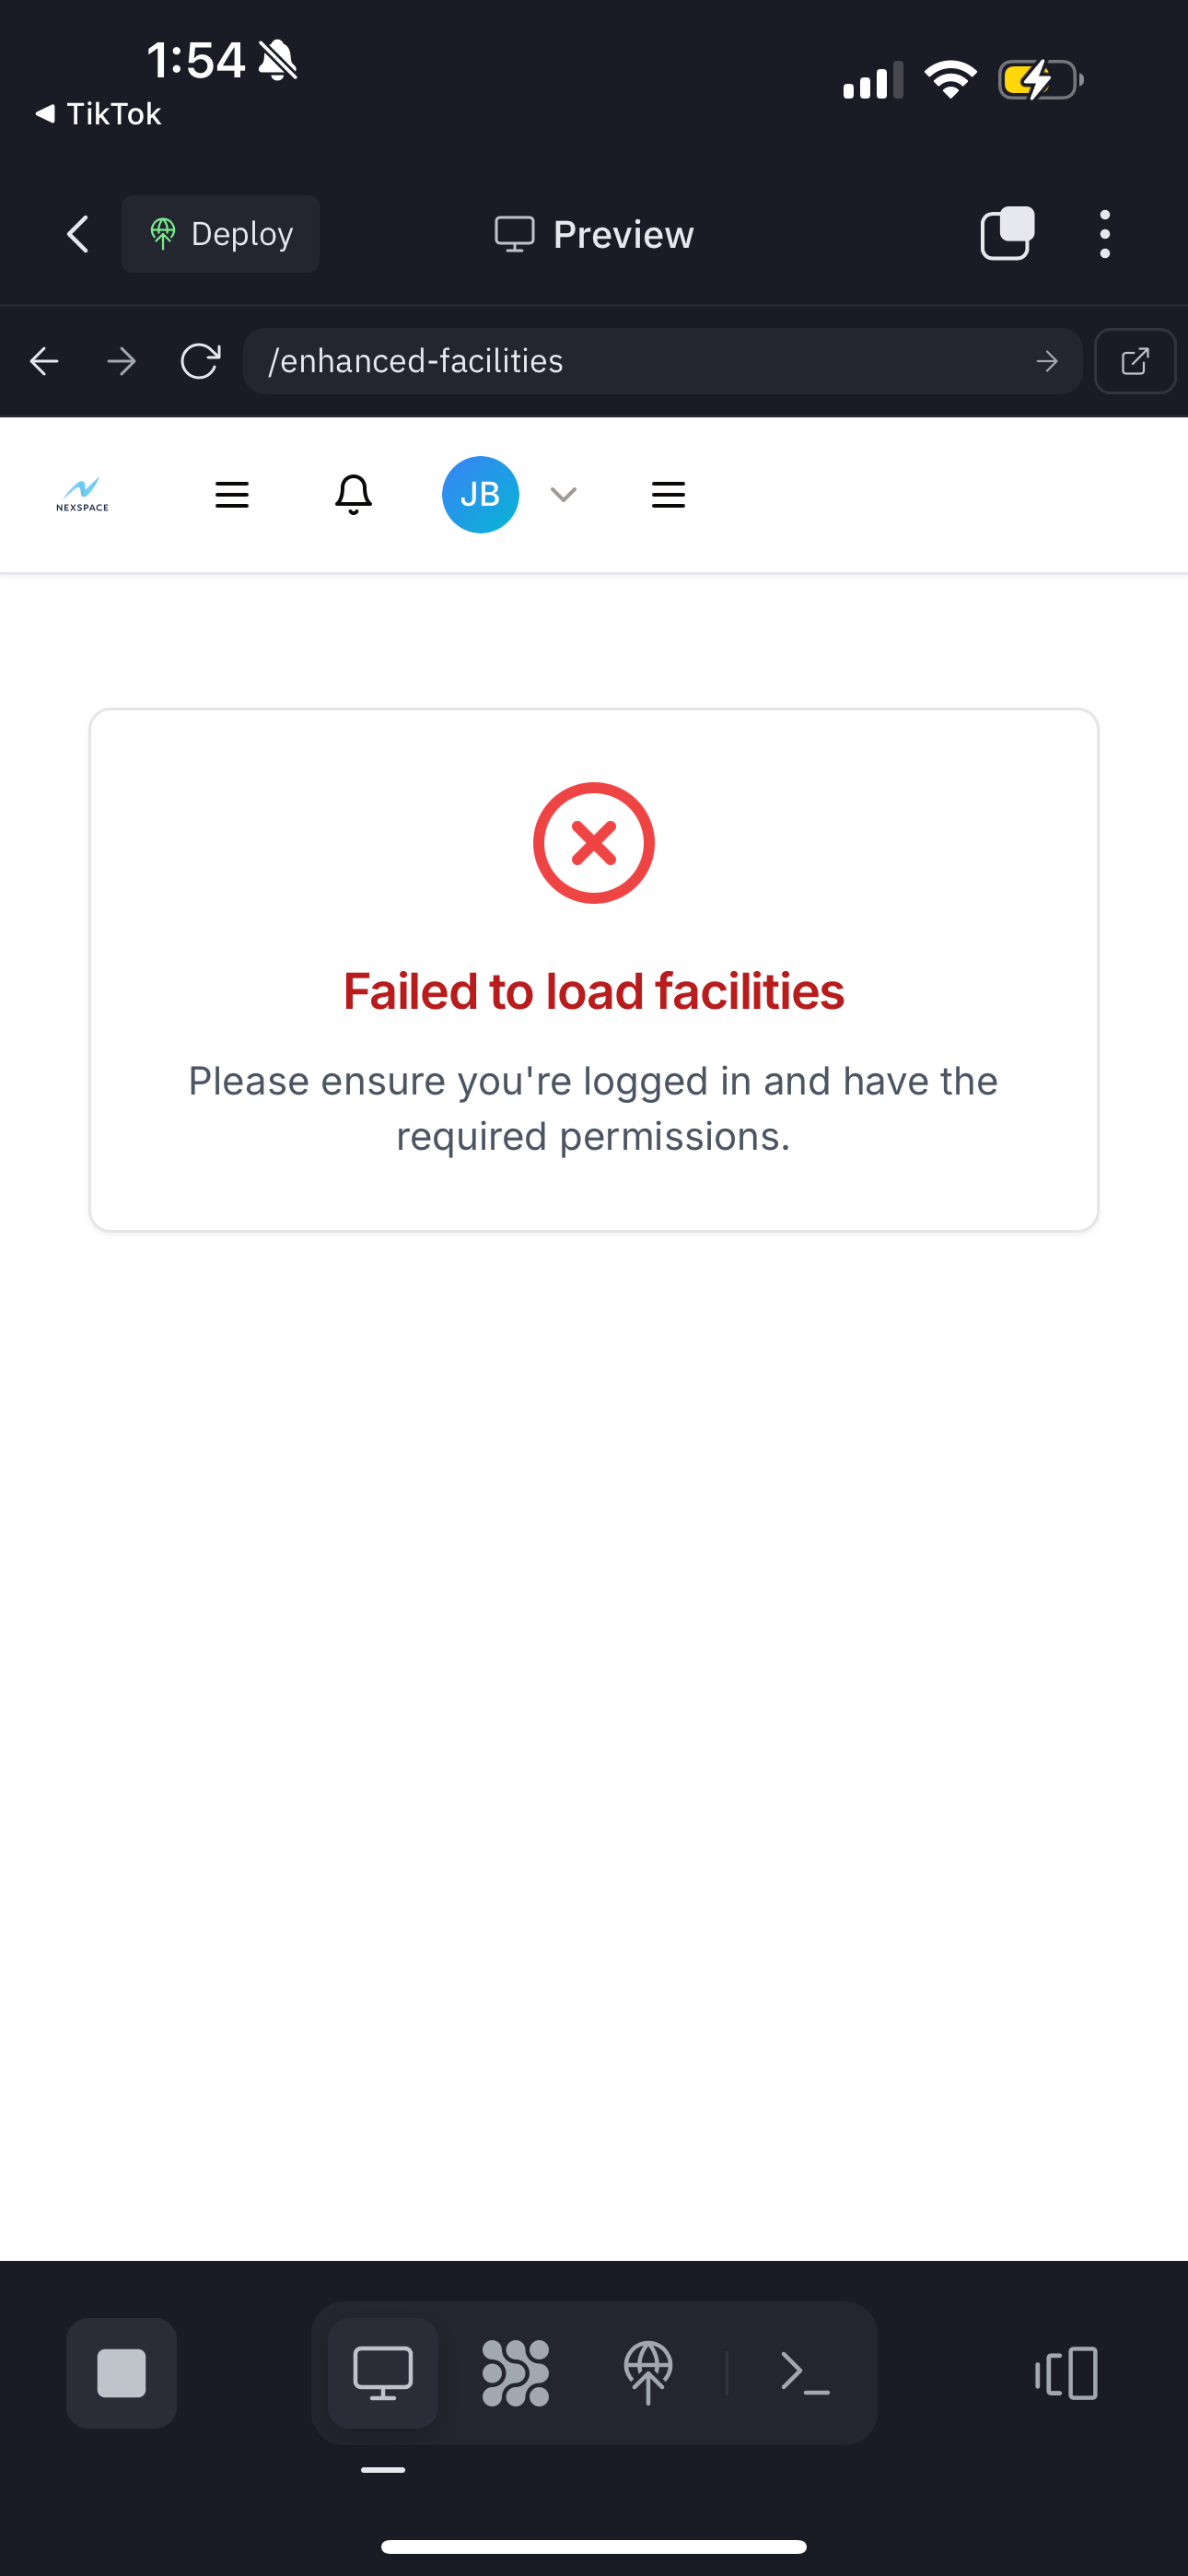 1:54
TikTok
Deploy
Preview
/enhanced-facilities
NEXSPACE
JB
Failed to load facilities
Please ensure you're logged in and have the
required permissions.